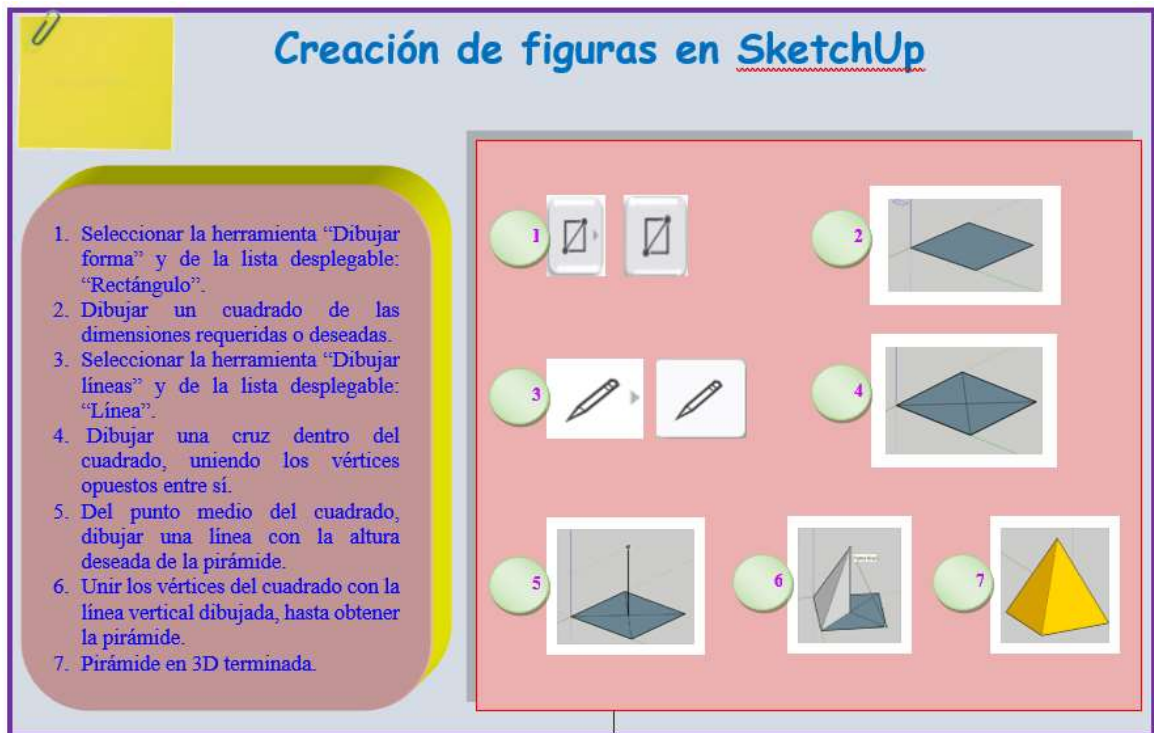 Creación de figuras en SketchUp
1. Seleccionar la herramienta “Dibujar
forma” y de la lista desplegable:
“Rectángulo”.
2. Dibujar un cuadrado de las
dimensiones requeridas o deseadas.
3. Seleccionar la herramienta “Dibujar
líneas” y de la lista desplegable:
“Línea”.
4. Dibujar una cruz dentro del
cuadrado, uniendo los vértices
opuestos entre sí.
5. Del punto medio del cuadrado,
dibujar una línea con la altura
deseada de la pirámide.
6. Unir los vértices del cuadrado con la
línea vertical dibujada, hasta obtener
la pirámide.
7. Pirámide en 3D terminada.
1
2
3
4
5
6
7